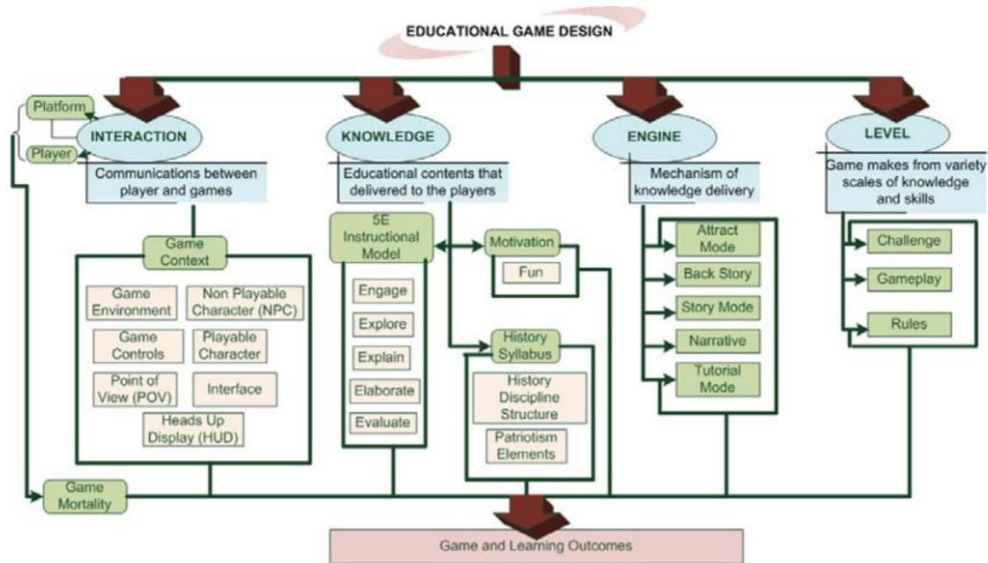 EDUCATIONAL GAME DESIGN
Platform
Player
INTERACTION
Communications between
player and games
Game
Context
Game
Environment
Non Playable
Character (NPC)
Game
Controls
Playable
Character
Point of
View (POV)
Interface
Heads Up
Display (HUD)
Game
Mortality
KNOWLEDGE
Educational contents that
delivered to the players
5E
Instructional
Model
Engage
Explore
Explain
Elaborate
Evaluate
Motivation
Fun
History
Syllabus
History
Discipline
Structure
Patriotism
Elements
ENGINE
Mechanism of
knowledge delivery
Attract
Mode
Back Story
Story Mode
Narrative
Tutorial
Mode
LEVEL
Game makes from variety
scales of knowledge
and skills
Challenge
Gameplay
Rules
Game and Learning Outcomes